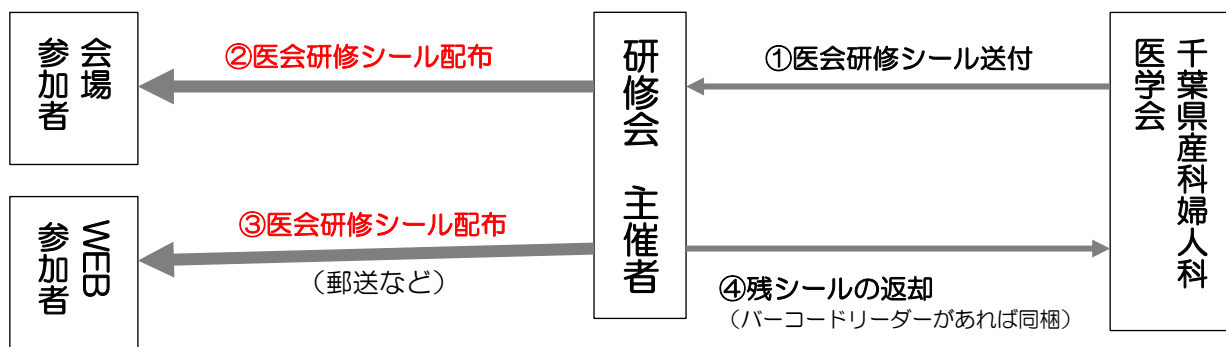 会場
参加者
②医会研修シール配布
研修会　主催者
①医会研修シール送付
千葉県産科婦人科
医学会
WEB
参加者
③医会研修シール配布
（郵送など）
④残シールの返却
（バーコードリーダーがあれば同梱）